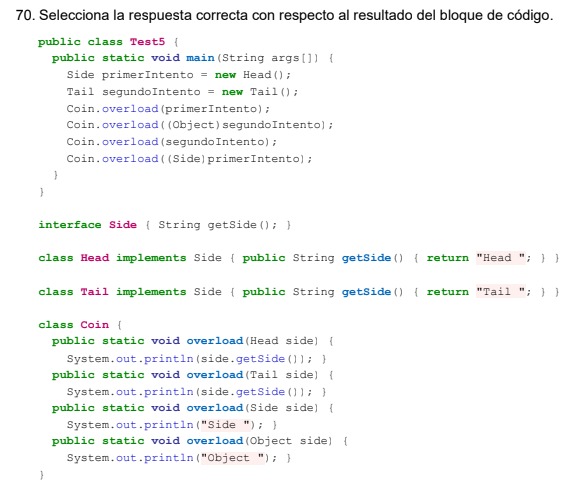 70. Selecciona la respuesta correcta con respecto al resultado del bloque de código.
public class Test5 {
public static void main(String args[]) {
Side primerIntento = new Head();
Tail segundoIntento = new Tail();
Coin.overload(primerIntento);
Coin.overload((Object)segundoIntento);
Coin.overload(segundoIntento);
Coin.overload((Side)primerIntento);
}
}
interface Side { String getSide(); }
class Head implements Side { public String getSide() { return "Head "; } }
class Tail implements Side { public String getSide() { return "Tail "; } }
class Coin {
public static void overload(Head side) {
System.out.println(side.getSide()); }
public static void overload(Tail side) {
System.out.println(side.getSide()); }
public static void overload(Side side) {
System.out.println("Side "); }
public static void overload(Object side) {
System.out.println("Object "); }
}